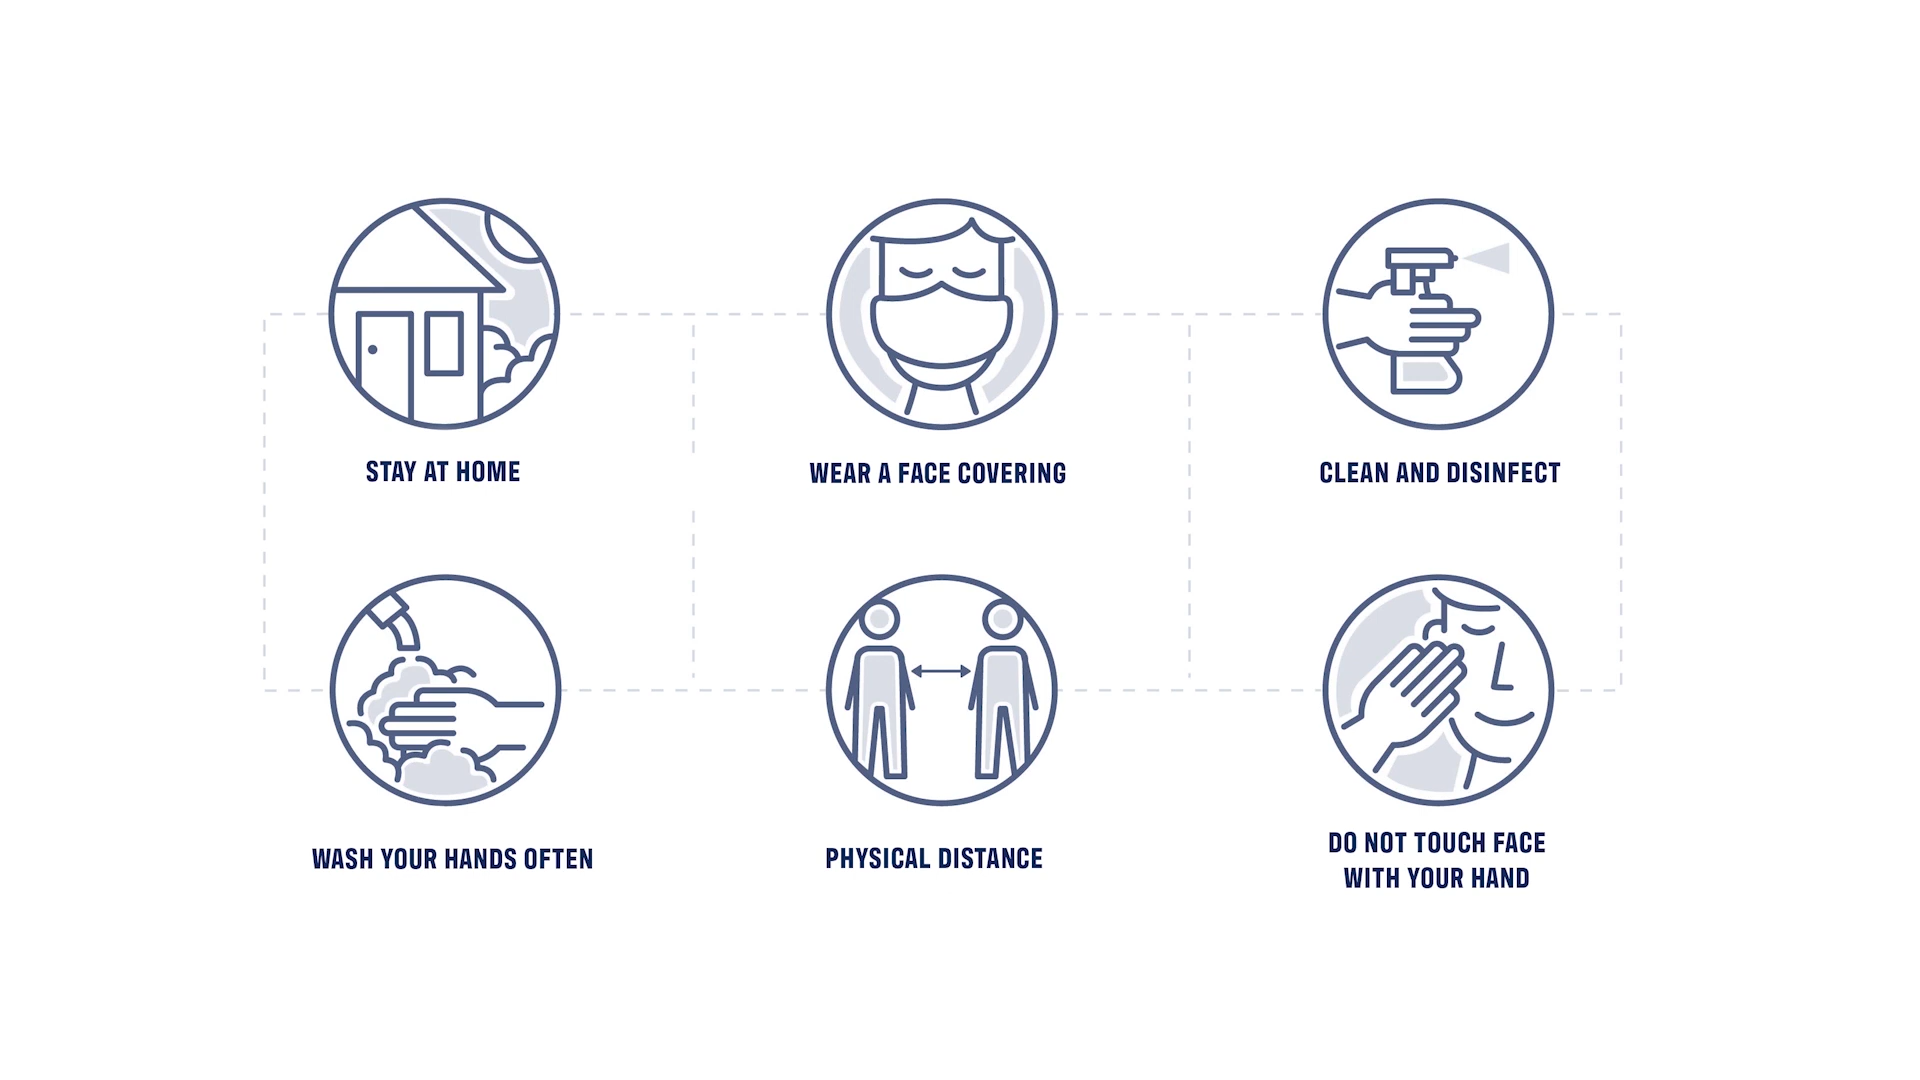 STAY AT HOME
WEAR A FACE COVERING
CLEAN AND DISINFECT
WASH YOUR HANDS OFTEN
PHYSICAL DISTANCE
DO NOT TOUCH FACE
WITH YOUR HAND